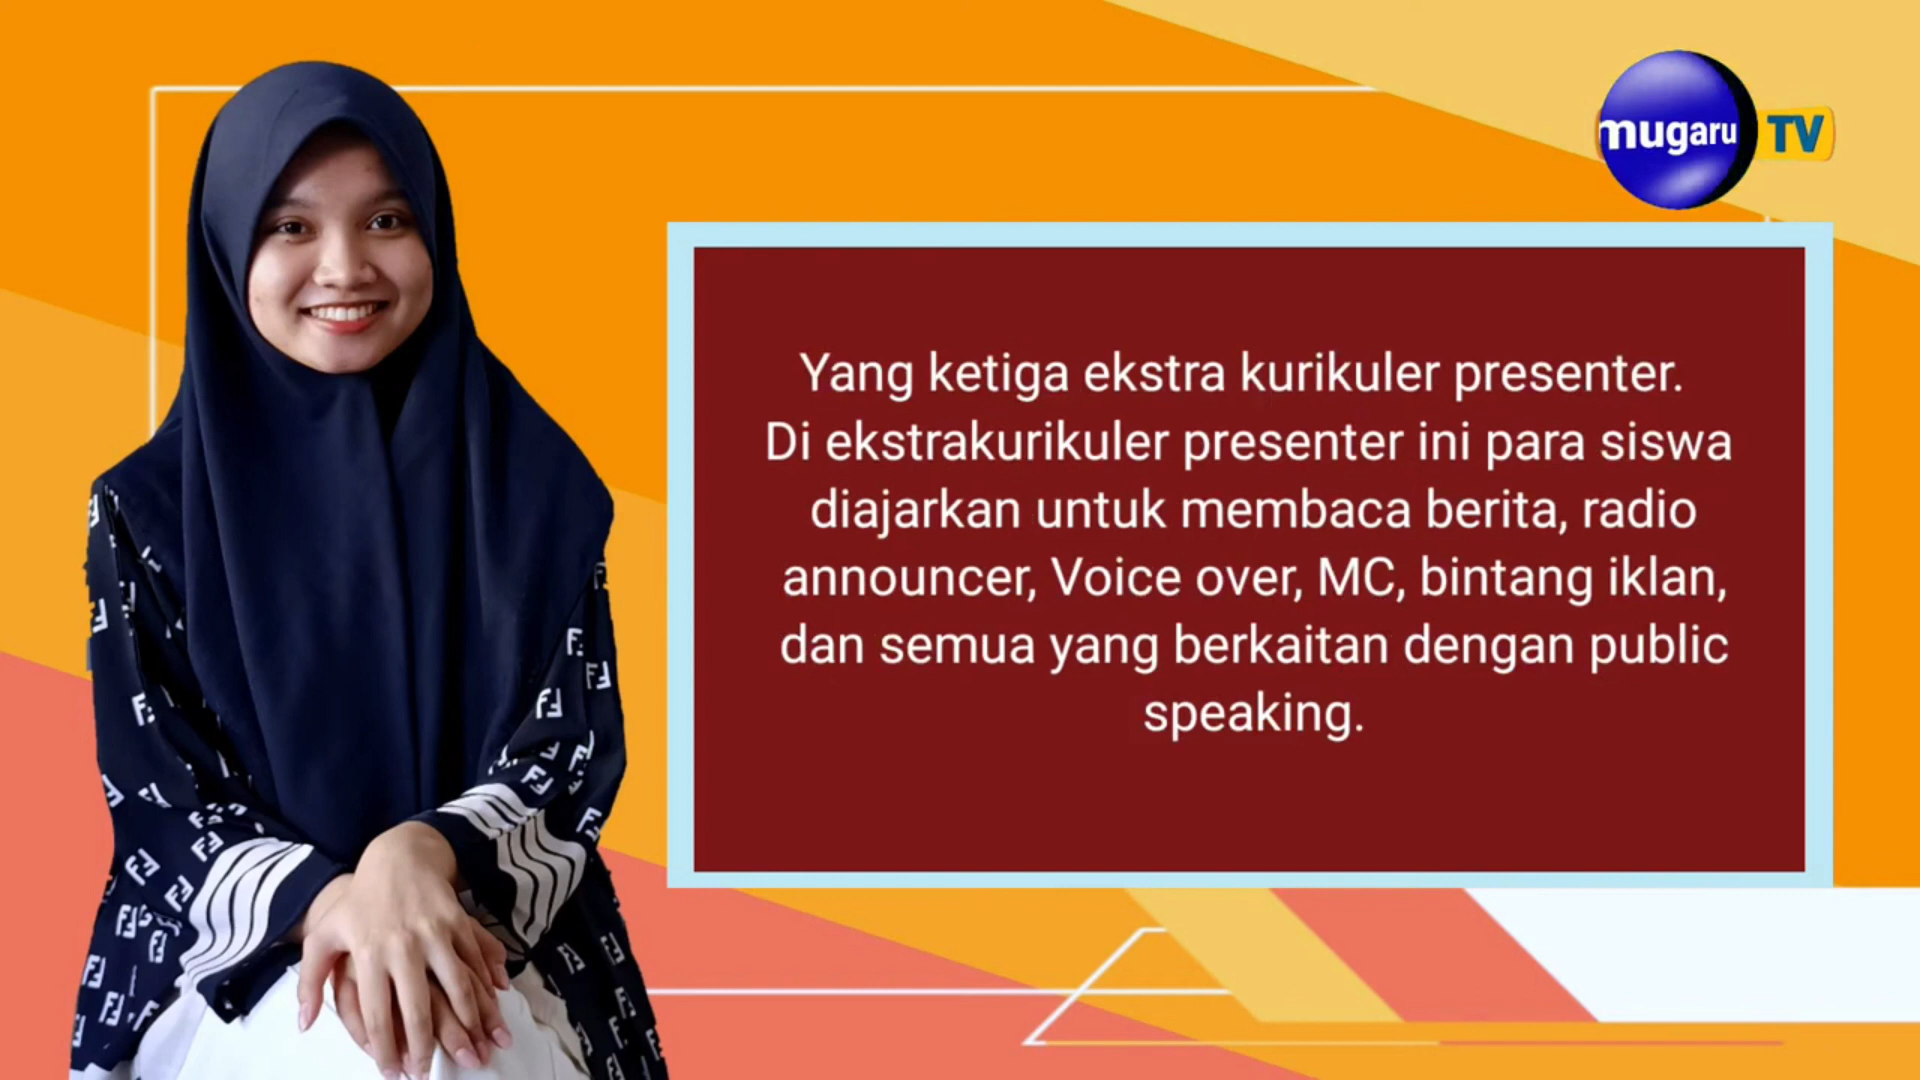 mugaru TV
Yang ketiga ekstra kurikuler presenter.
Di ekstrakurikuler presenter ini para siswa
diajarkan untuk membaca berita, radio
announcer, Voice over, MC, bintang iklan,
dan semua yang berkaitan dengan public
speaking.